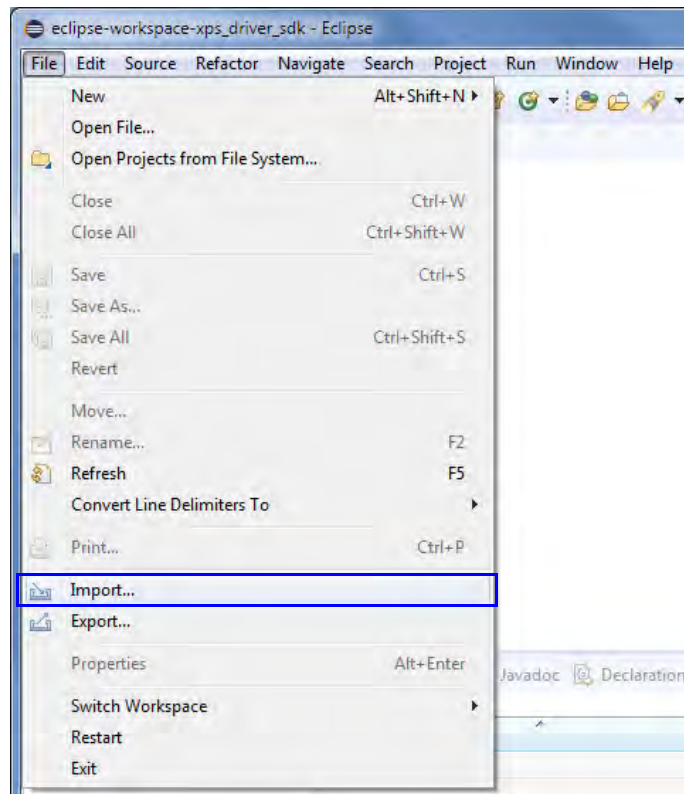 eclipse-workspace-xps_driver_sdk - Eclipse
File Edit Source Refactor Navigate Search Project Run Window Help
New Alt+Shift+N
Open File...
Open Projects from File System...
Close Ctrl+W
Close All Ctrl+Shift+W
Save Ctrl+S
Save As...
Save All Ctrl+Shift+S
Revert
Move...
Rename... F2
Refresh F5
Convert Line Delimiters To
Print... Ctrl+P
Import...
Export...
Properties Alt+Enter
Javadoc Declaration
Switch Workspace
Restart
Exit